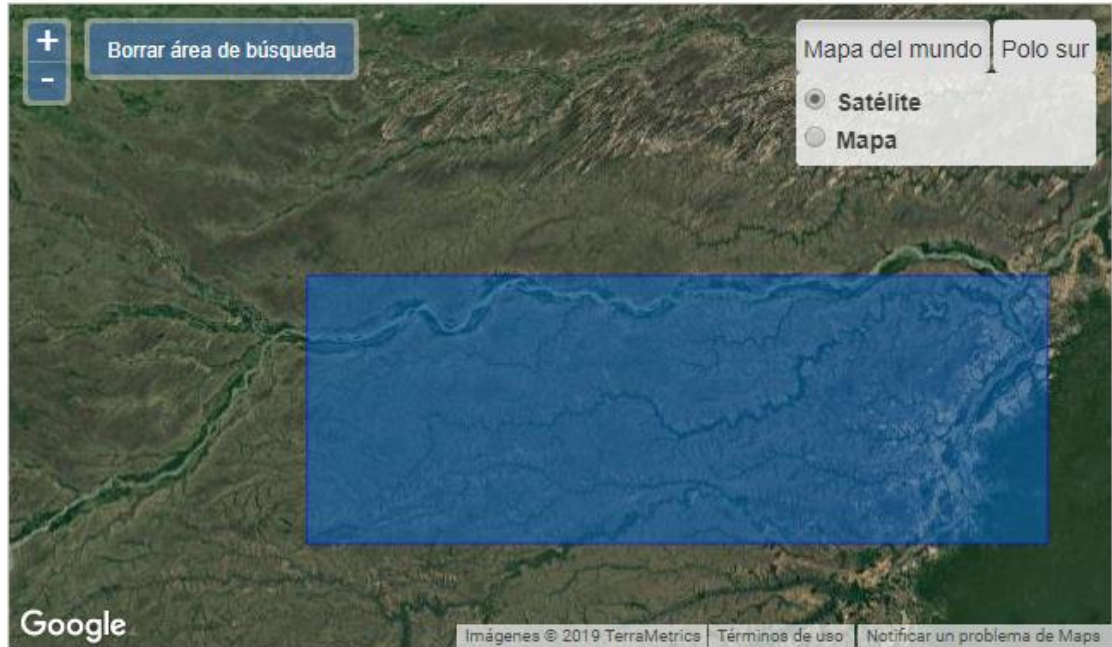 +
-
Borrar área de búsqueda
Mapa del mundo
Polo sur
Satélite
Mapa
Google
Imágenes © 2019 TerraMetrics
Términos de uso
Notificar un problema de Maps